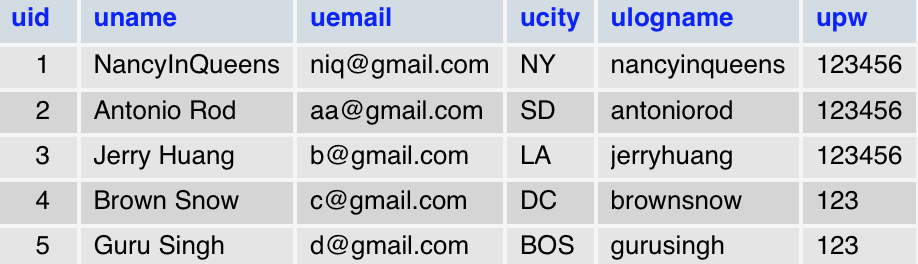 uid uname uemail ucity ulogname upw
1 NancyInQueens niq@gmail.com NY nancyinqueens 123456
2 Antonio Rod aa@gmail.com SD antoniorod 123456
3 Jerry Huang b@gmail.com LA jerryhuang 123456
4 Brown Snow c@gmail.com DC brownsnow 123
5 Guru Singh d@gmail.com BOS gurusingh 123